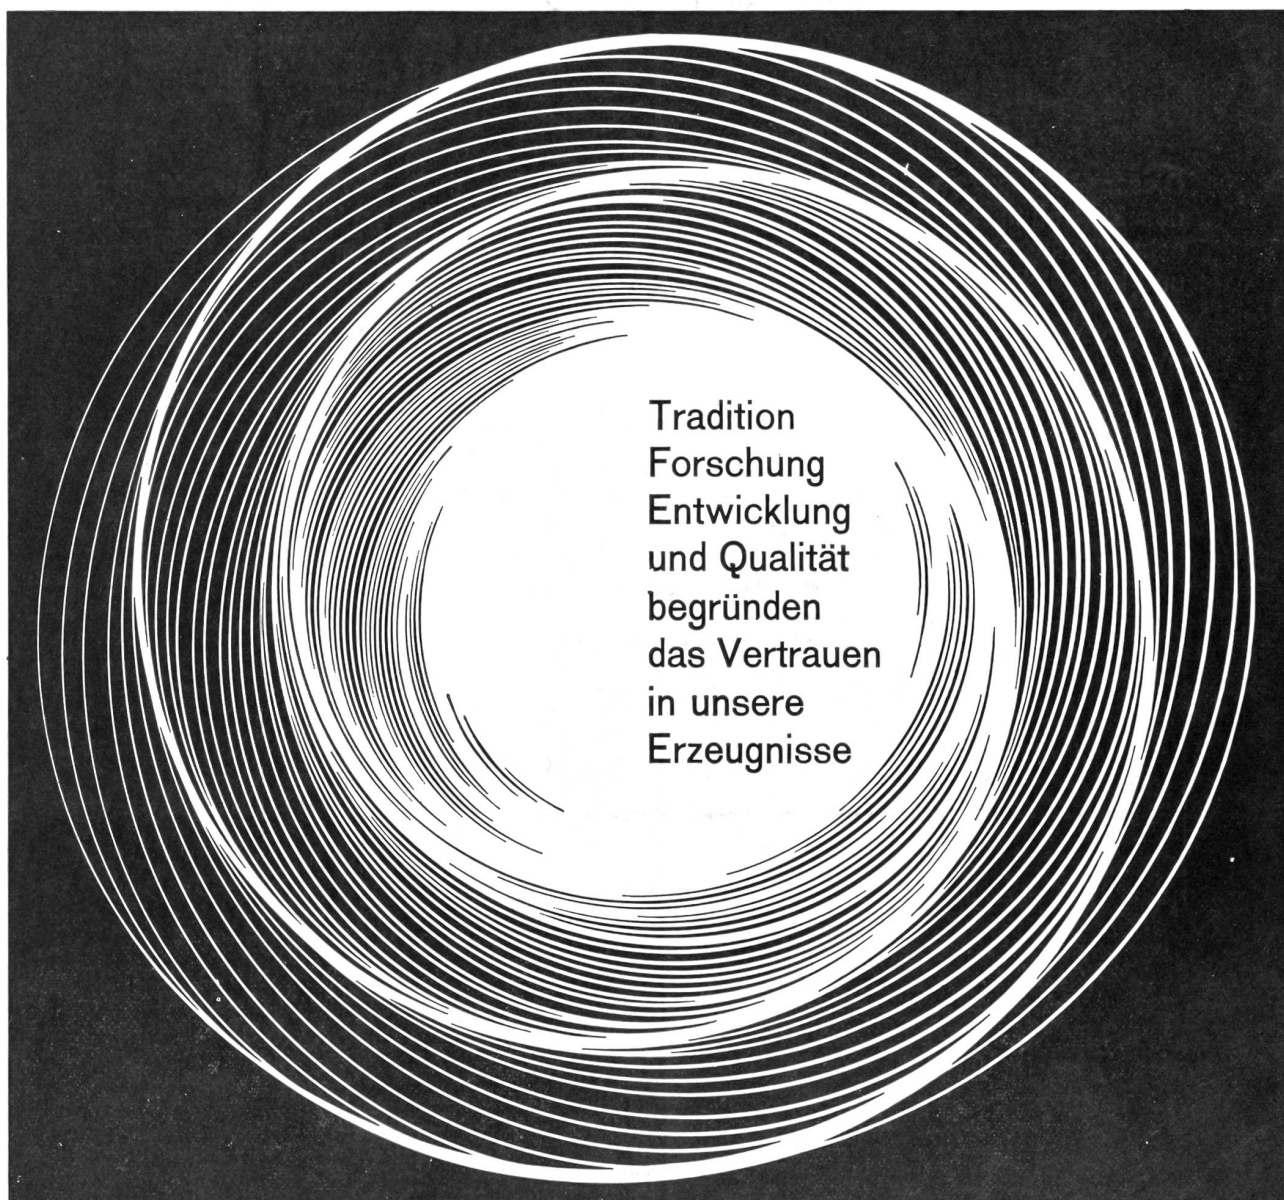 Tradition
Forschung
Entwicklung
und Qualität
begründen
das Vertrauen
in unsere
Erzeugnisse